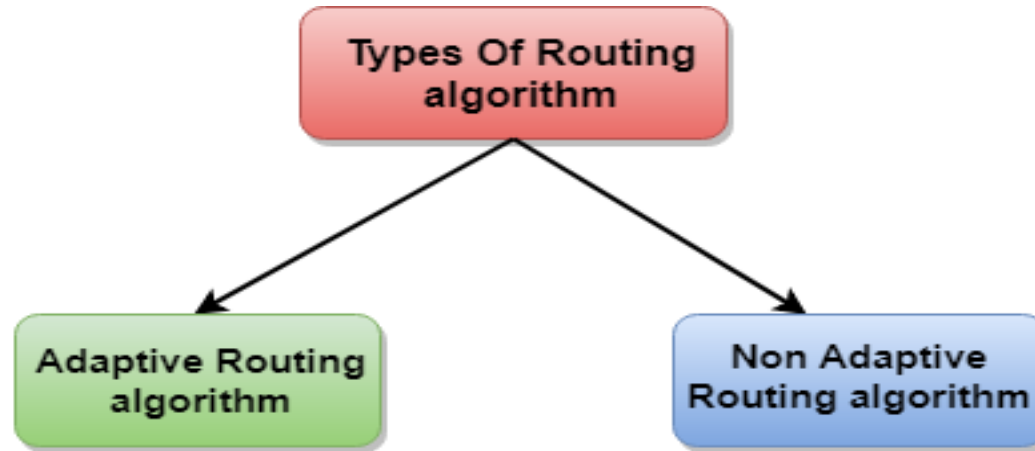 Types Of Routing
algorithm
Adaptive Routing
algorithm
Non Adaptive
Routing algorithm